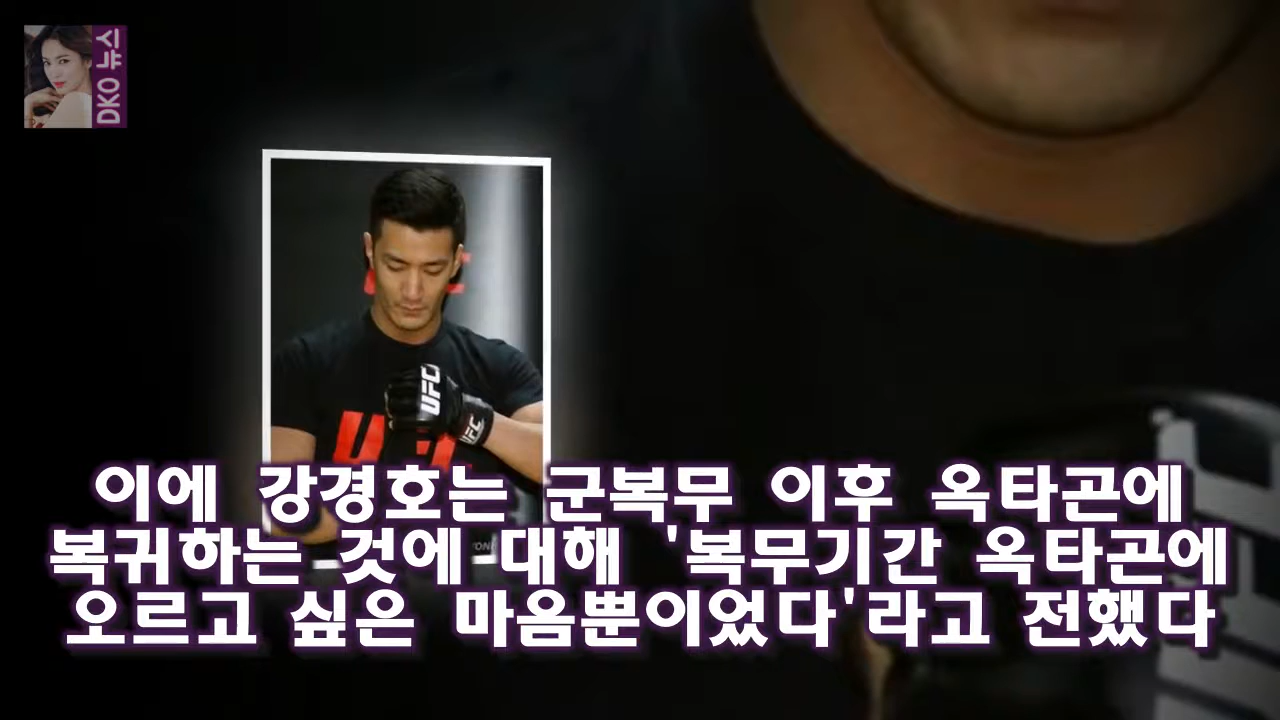 DKO 뉴스
UFC
UFC
이에 강경호는 군복무 이후 옥타곤에
복귀하는 것에 대해 '복무기간 옥타곤에
오르고 싶은 마음뿐이었다'라고 전했다